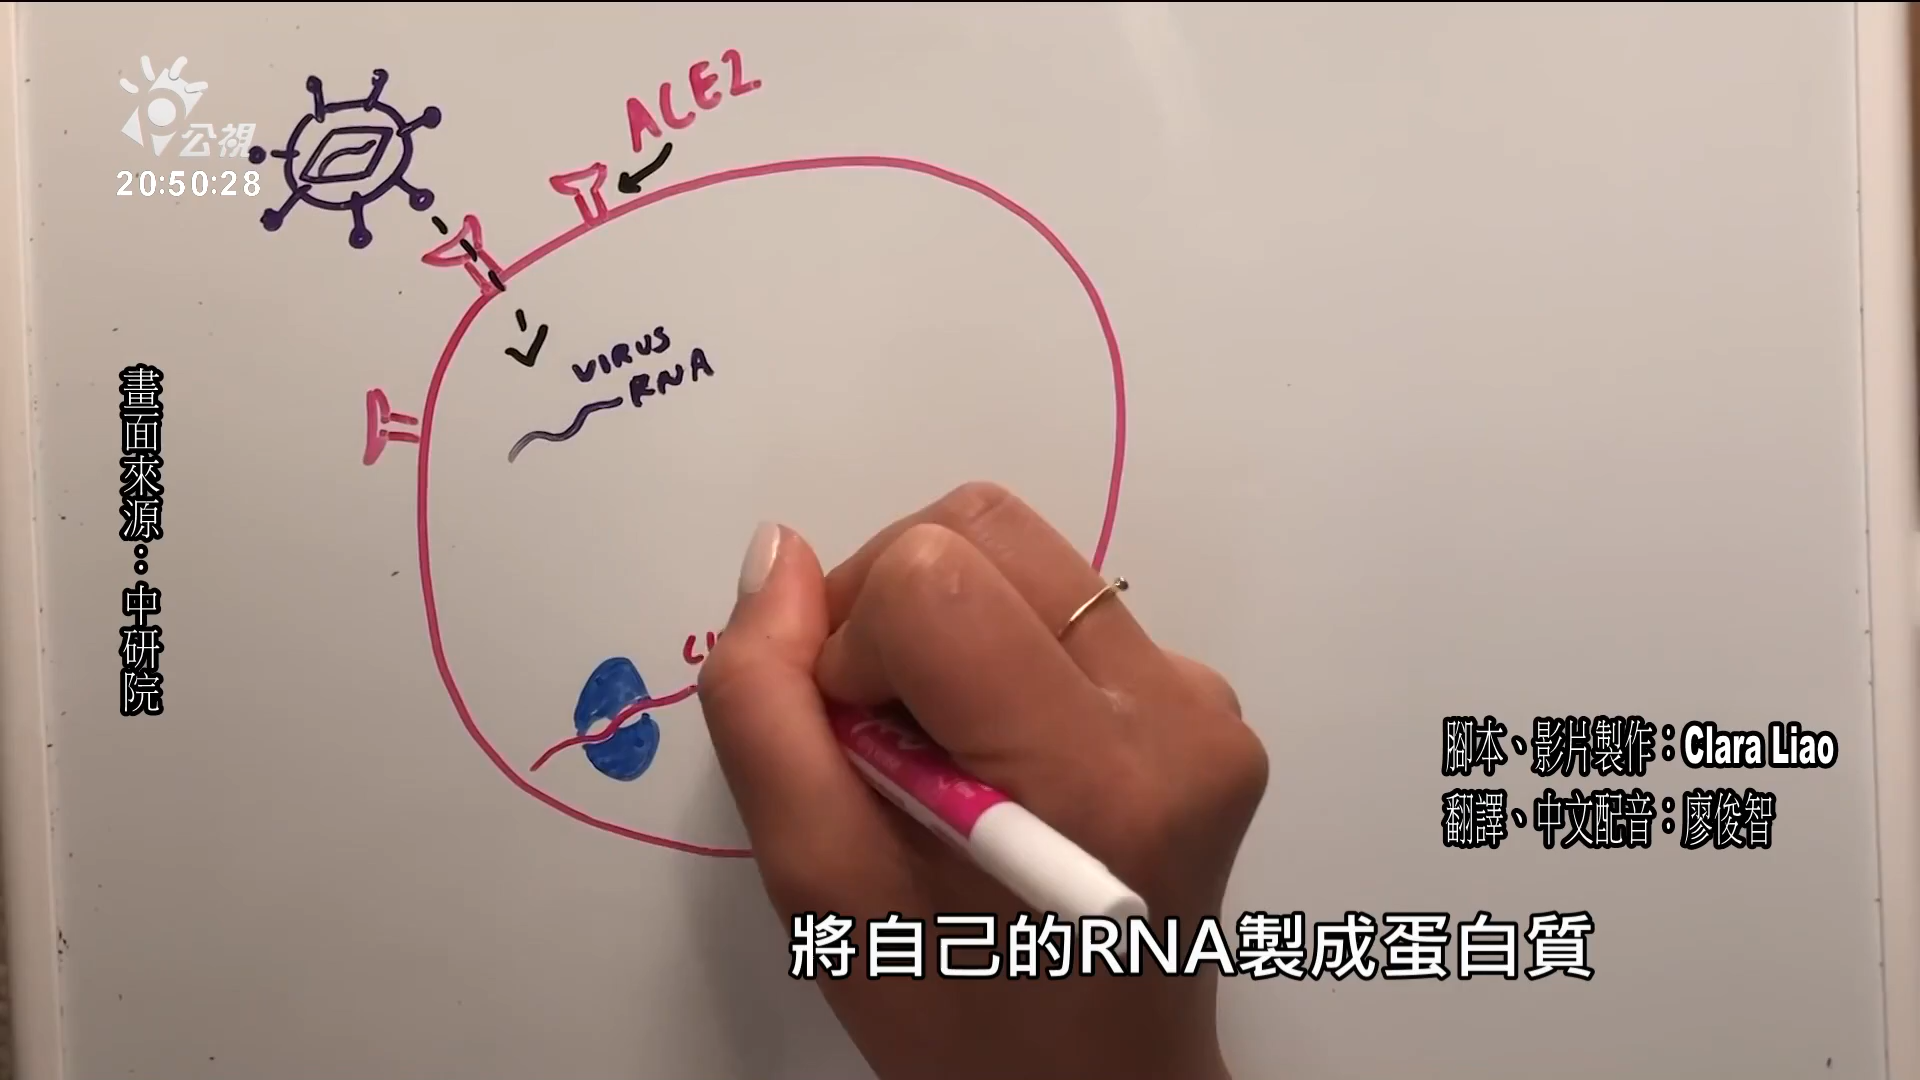 公視
20:50:28
ACE2
VIRUS
RNA
畫面來源：中研院
腳本、影片製作：Clara Liao
翻譯、中文配音：廖俊智
將自己的RNA製成蛋白質